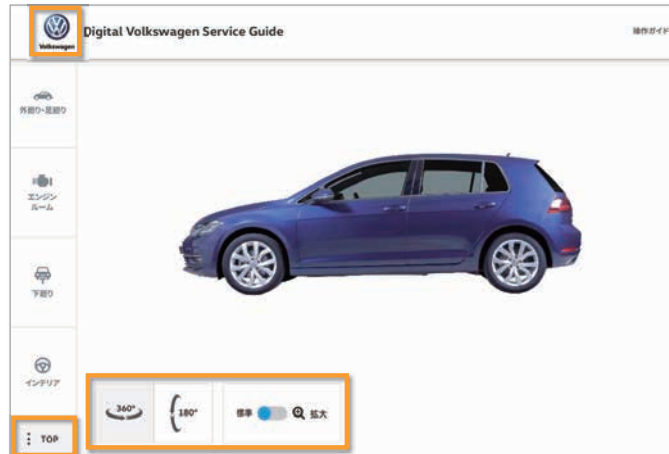 Volkswagen
Digital Volkswagen Service Guide
操作ガイド
外廻り・足廻り
エンジン
ルーム
下廻り
インテリア
TOP
360°
180°
標準
拡大